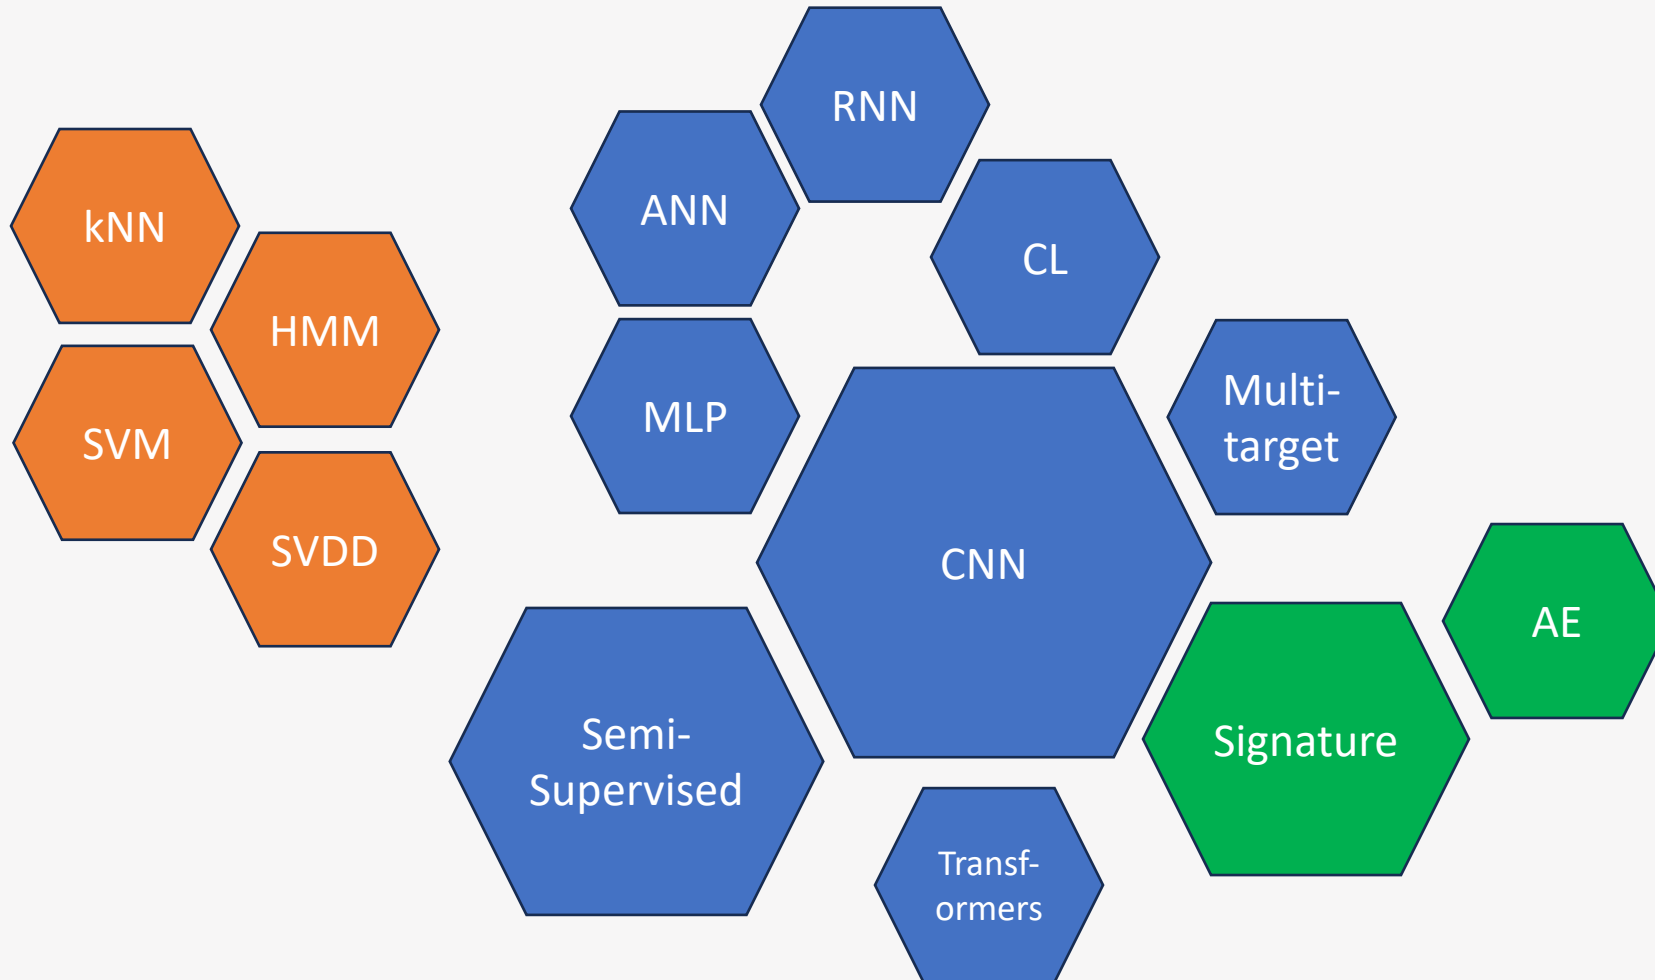 kNN
HMM
SVM
SVDD
RNN
ANN
CL
MLP
Multi-
target
CNN
AE
Semi-
Supervised
Signature
Transf-
ormers